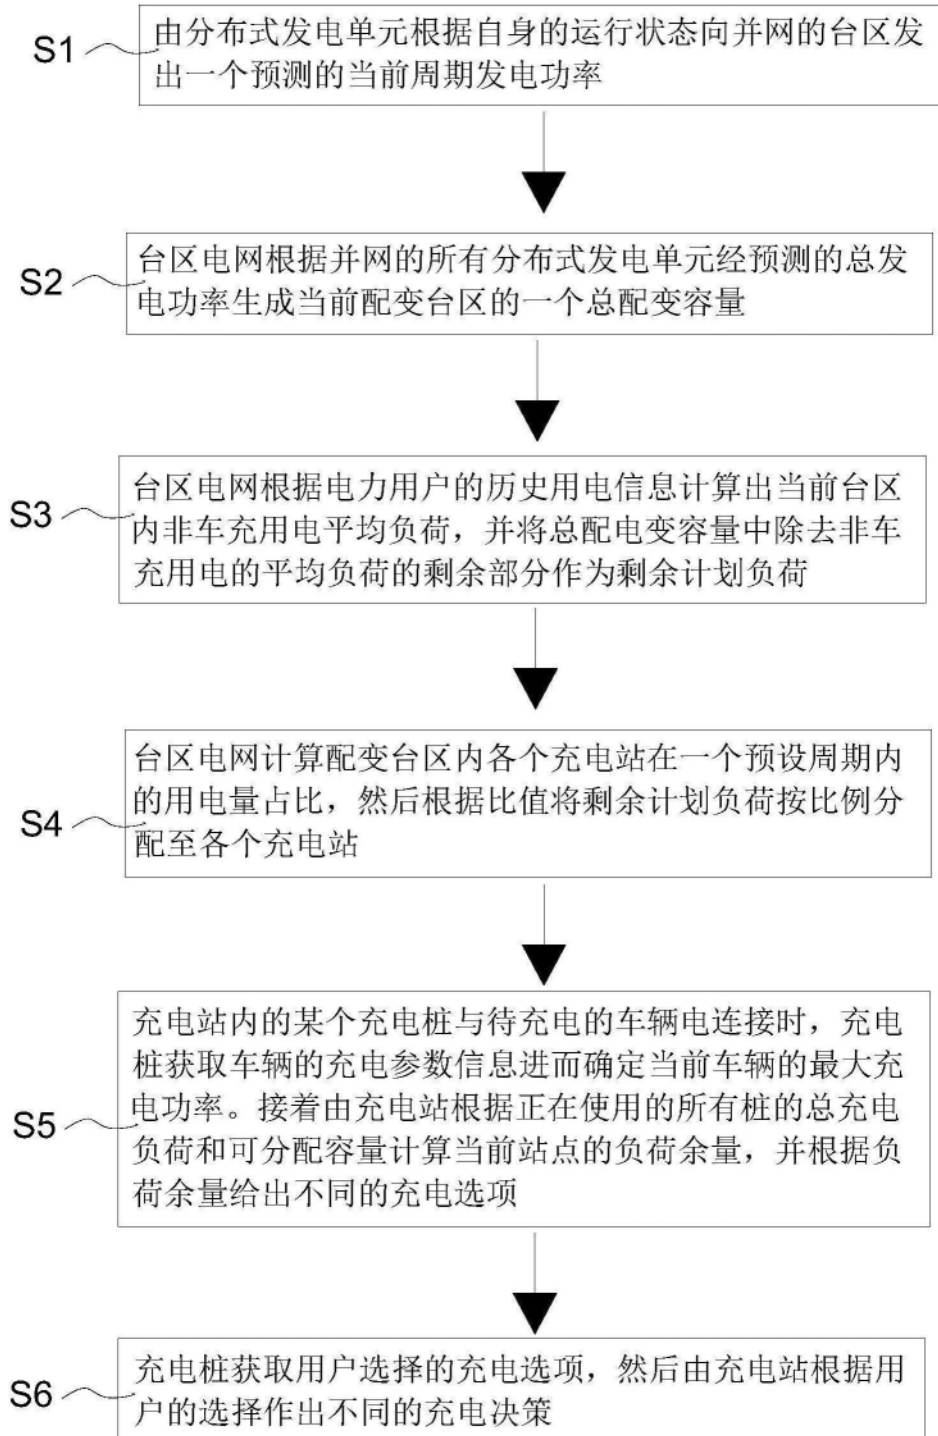 S1
由分布式发电单元根据自身的运行状态向并网的台区发
出一个预测的当前周期发电功率
S2
台区电网根据并网的所有分布式发电单元经预测的总发
电功率生成当前配变台区的一个总配变容量
S3
台区电网根据电力用户的历史用电信息计算出当前台区
内非车充用电平均负荷，并将总配电变容量中除去非车
充用电的平均负荷的剩余部分作为剩余计划负荷
S4
台区电网计算配变台区内各个充电站在一个预设周期内
的用电量占比，然后根据比值将剩余计划负荷按比例分
配至各个充电站
S5
充电站内的某个充电桩与待充电的车辆电连接时，充电
桩获取车辆的充电参数信息进而确定当前车辆的最大充
电功率。接着由充电站根据正在使用的所有桩的总充电
负荷和可分配容量计算当前站点的负荷余量，并根据负
荷余量给出不同的充电选项
S6
充电桩获取用户选择的充电选项，然后由充电站根据用
户的选择作出不同的充电决策